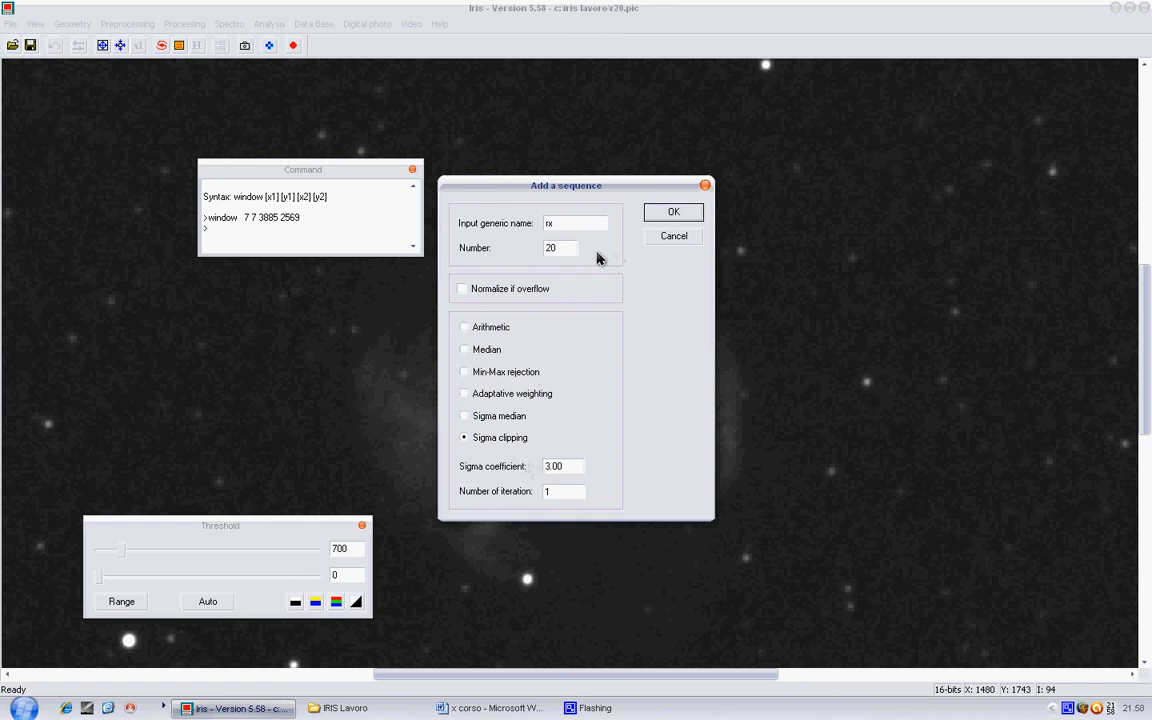 Iris - Version 5.58 - c:\iris lavoro\r20.pic
File View Geometry Preprocessing Processing Spectro Analysis Data Base Digital photo Video Help
Command
Syntax: window [x1] [y1] [x2] [y2]
>window 7 7 3885 2569
>
Add a sequence
Input generic name: rx
OK
Number: 20
Cancel
Normalize if overflow
Arithmetic
Median
Min-Max rejection
Adaptative weighting
Sigma median
Sigma clipping
Sigma coefficient: 3.00
Number of iteration: 1
Threshold
700
0
Range Auto
Ready
16-bits X: 1480 Y: 1743 I: 94
Iris - Version 5.58 - c:...
IRIS Lavoro
x corso - Microsoft W...
Flashing
21
58
21.58